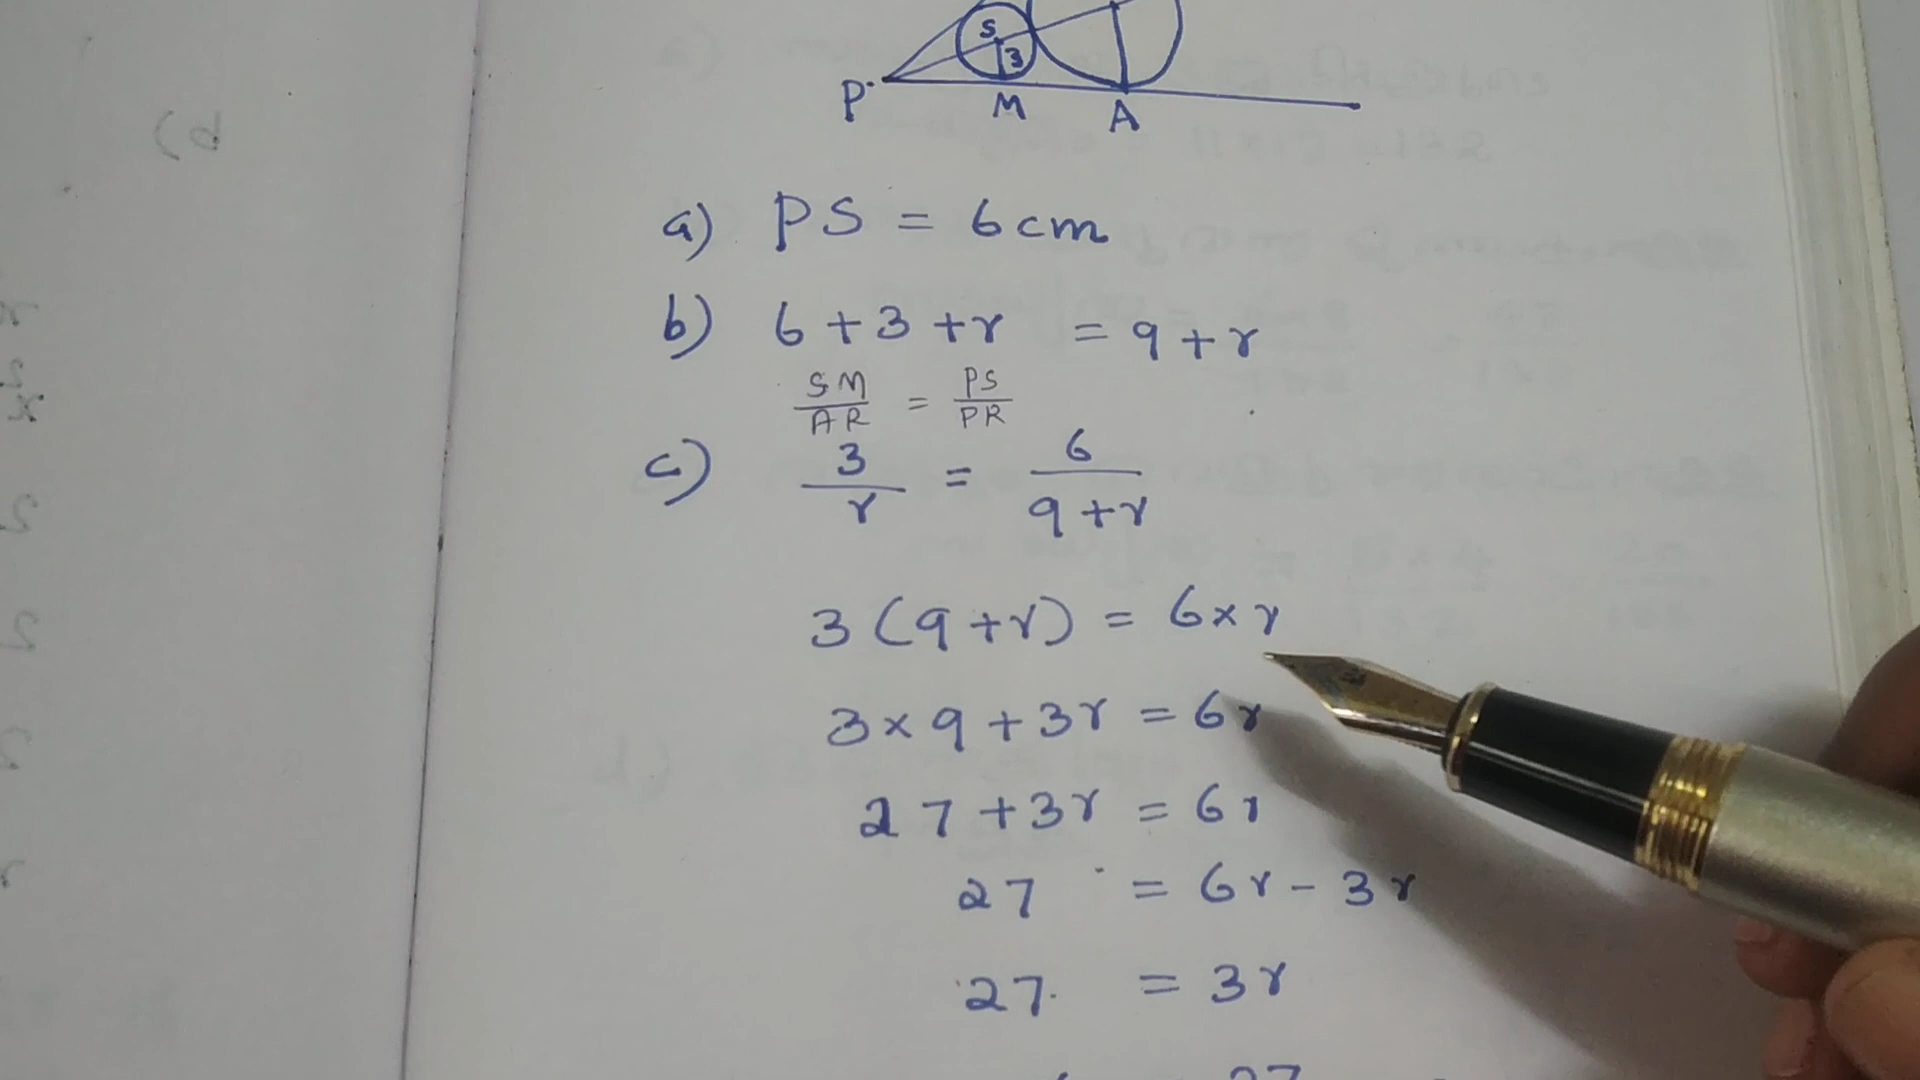 S
3
P M A
a) PS = 6cm
b) 6 + 3 + r = 9 + r
SM/AR = PS/PR
c) 3/r = 6/9+r
3 (9 + r) = 6 × r
3 × 9 + 3r = 6r
27 + 3r = 6r
27 = 6r - 3r
27 = 3r
27